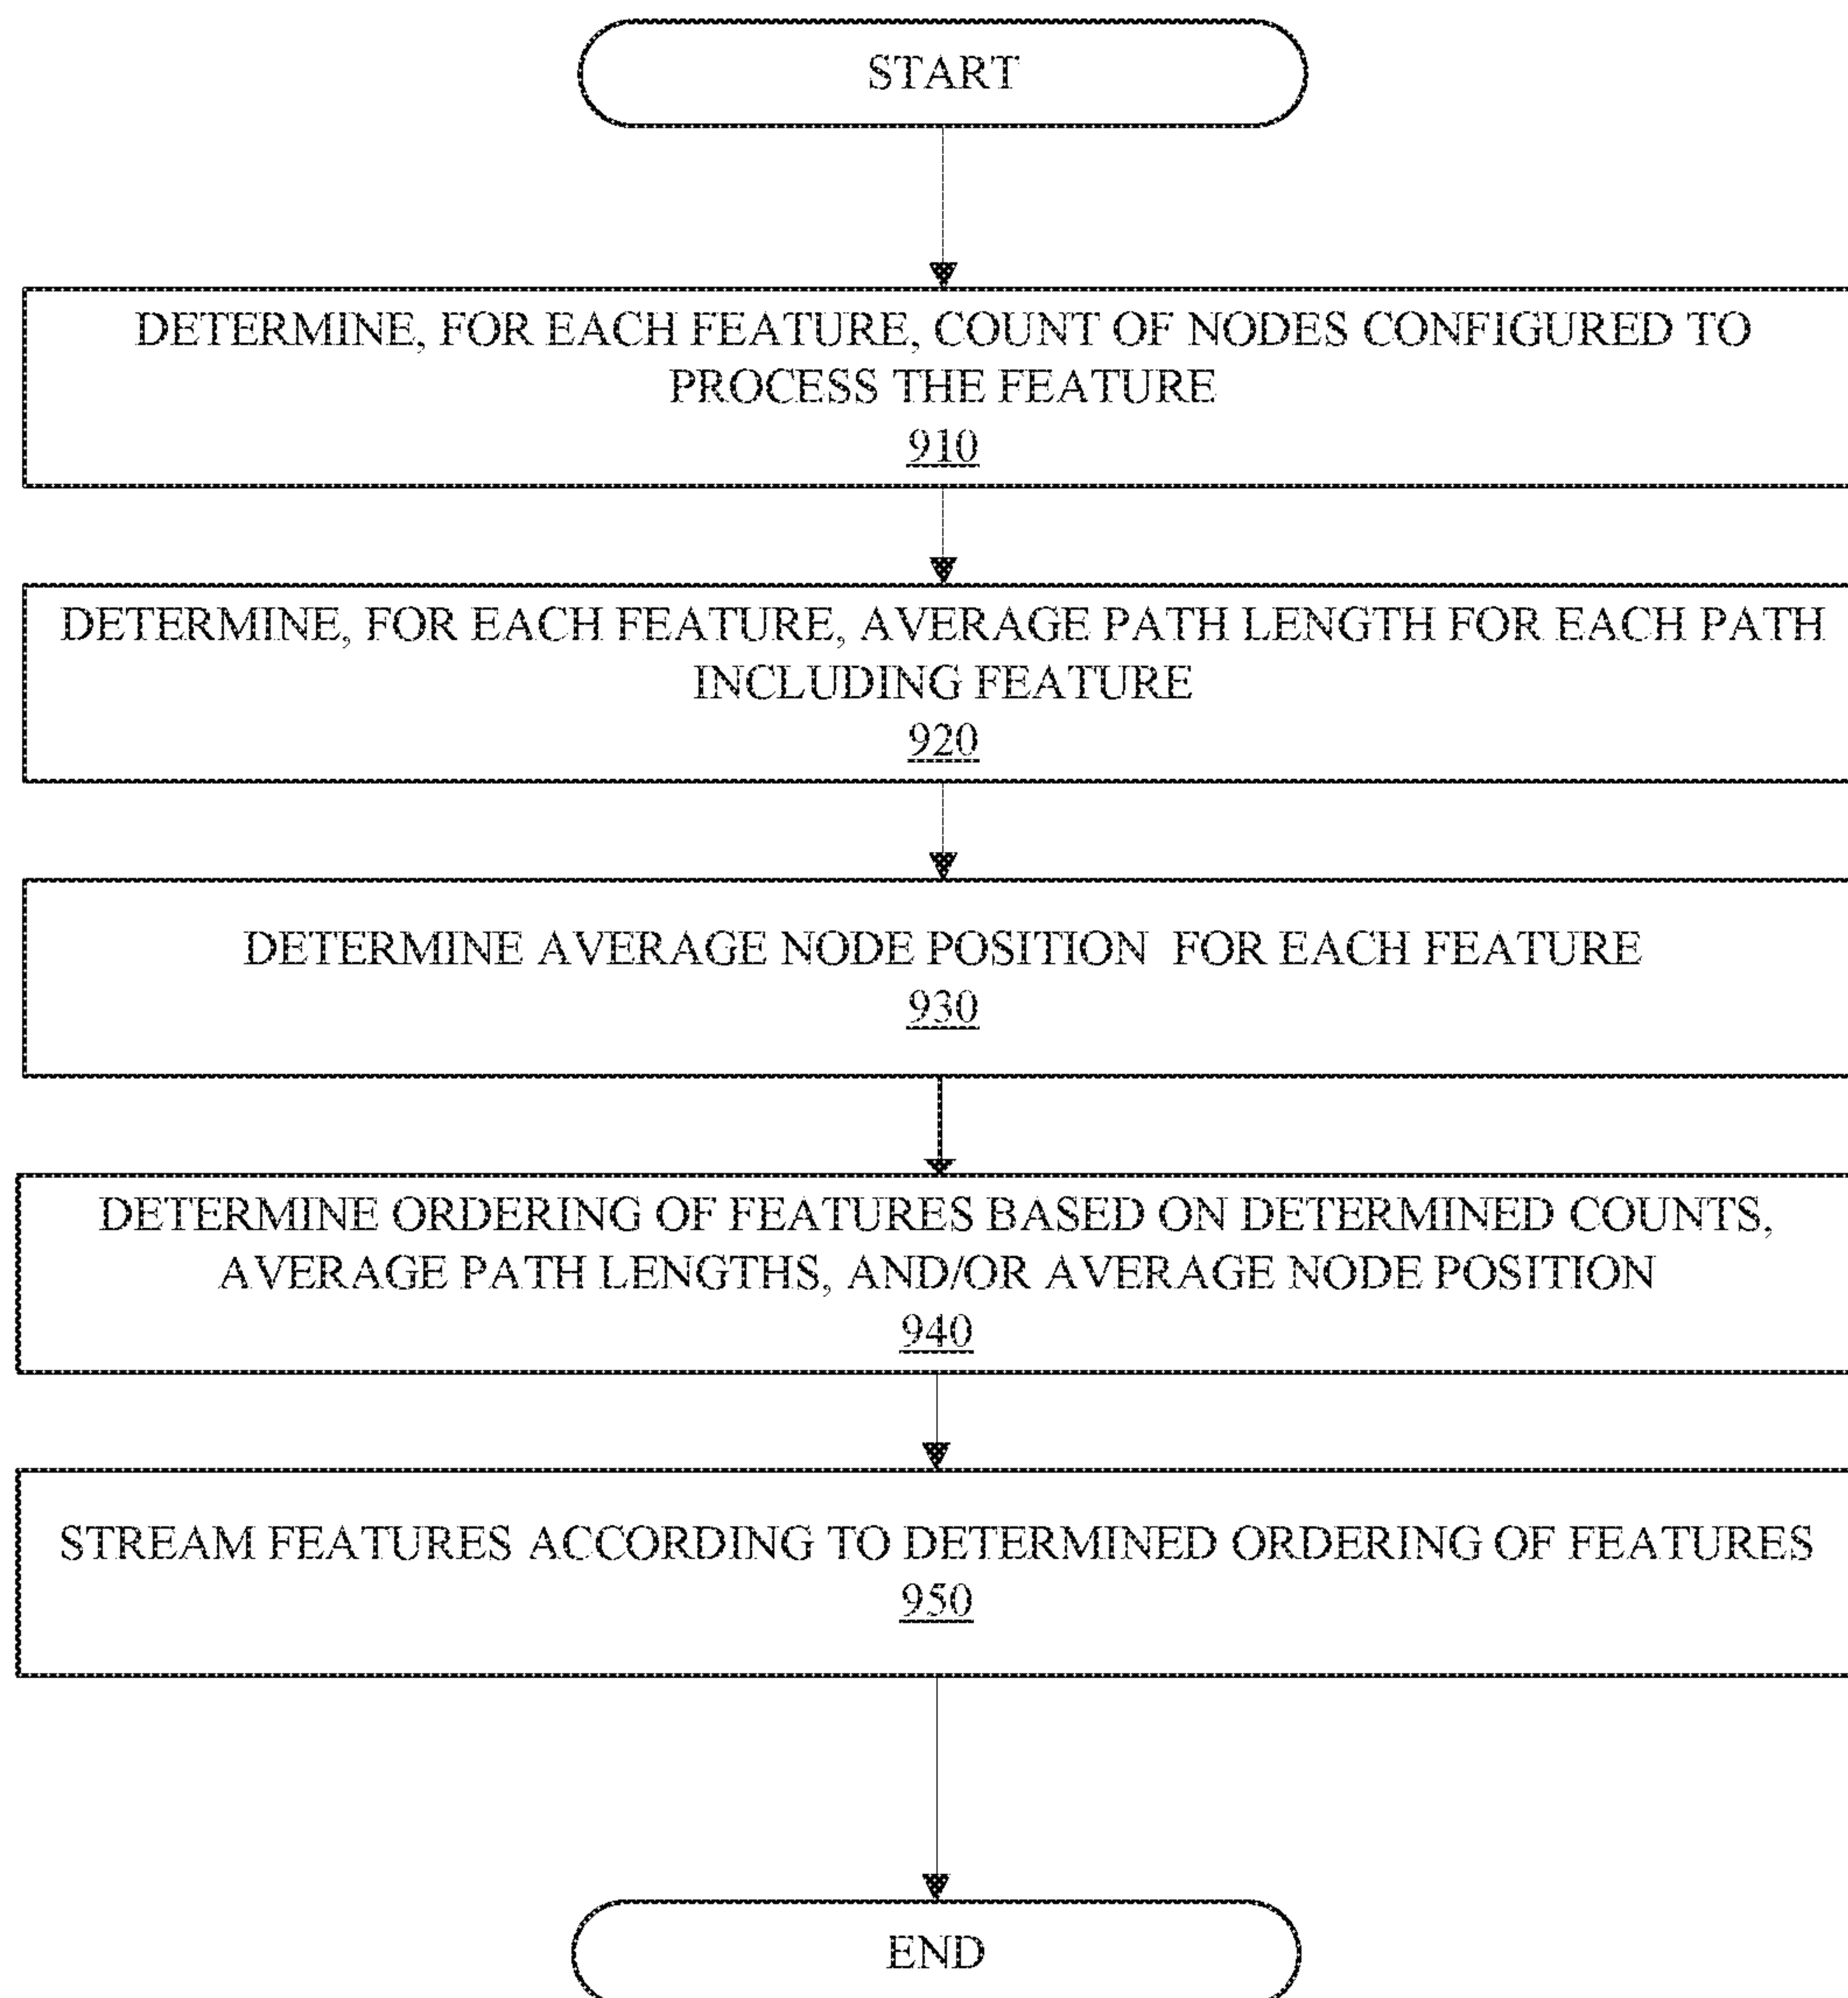 START
DETERMINE, FOR EACH FEATURE, COUNT OF NODES CONFIGURED TO
PROCESS THE FEATURE
910
DETERMINE, FOR EACH FEATURE, AVERAGE PATH LENGTH FOR EACH PATH
INCLUDING FEATURE
920
DETERMINE AVERAGE NODE POSITION FOR EACH FEATURE
930
DETERMINE ORDERING OF FEATURES BASED ON DETERMINED COUNTS,
AVERAGE PATH LENGTHS, AND/OR AVERAGE NODE POSITION
940
STREAM FEATURES ACCORDING TO DETERMINED ORDERING OF FEATURES
950
END